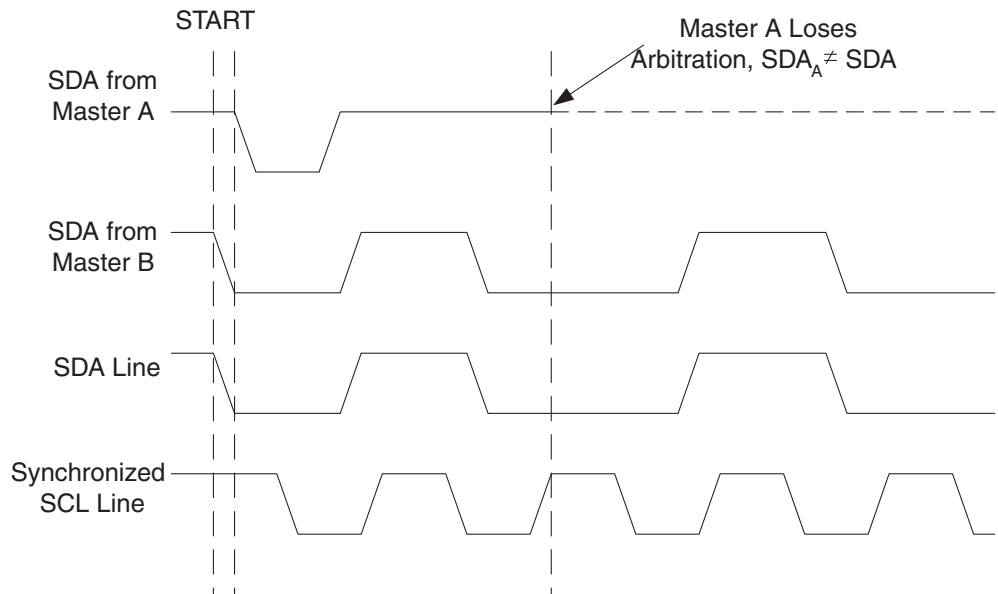 START
Master A Loses
Arbitration, SDA_A ≠ SDA
SDA from
Master A
SDA from
Master B
SDA Line
Synchronized
SCL Line